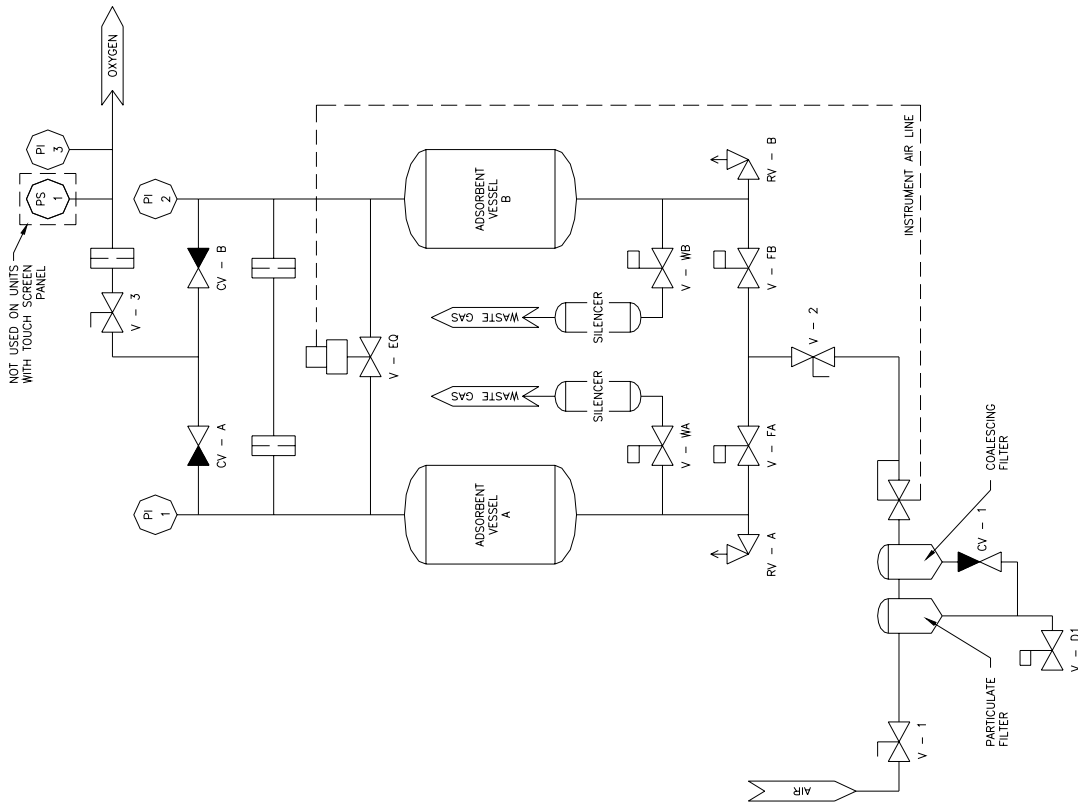 NOT USED ON UNITS
WITH TOUCH SCREEN
PANEL
PS
1
PI
3
OXYGEN
V - 3
PI
1
PI
2
CV - A
CV - B
V - EQ
ADSORBENT
VESSEL
A
ADSORBENT
VESSEL
B
WASTE GAS
WASTE GAS
SILENCER
SILENCER
V - WA
V - WB
V - FA
V - FB
RV - A
RV - B
V - 2
INSTRUMENT AIR LINE
COALESCING
FILTER
CV - 1
PARTICULATE
FILTER
V - D1
V - 1
AIR